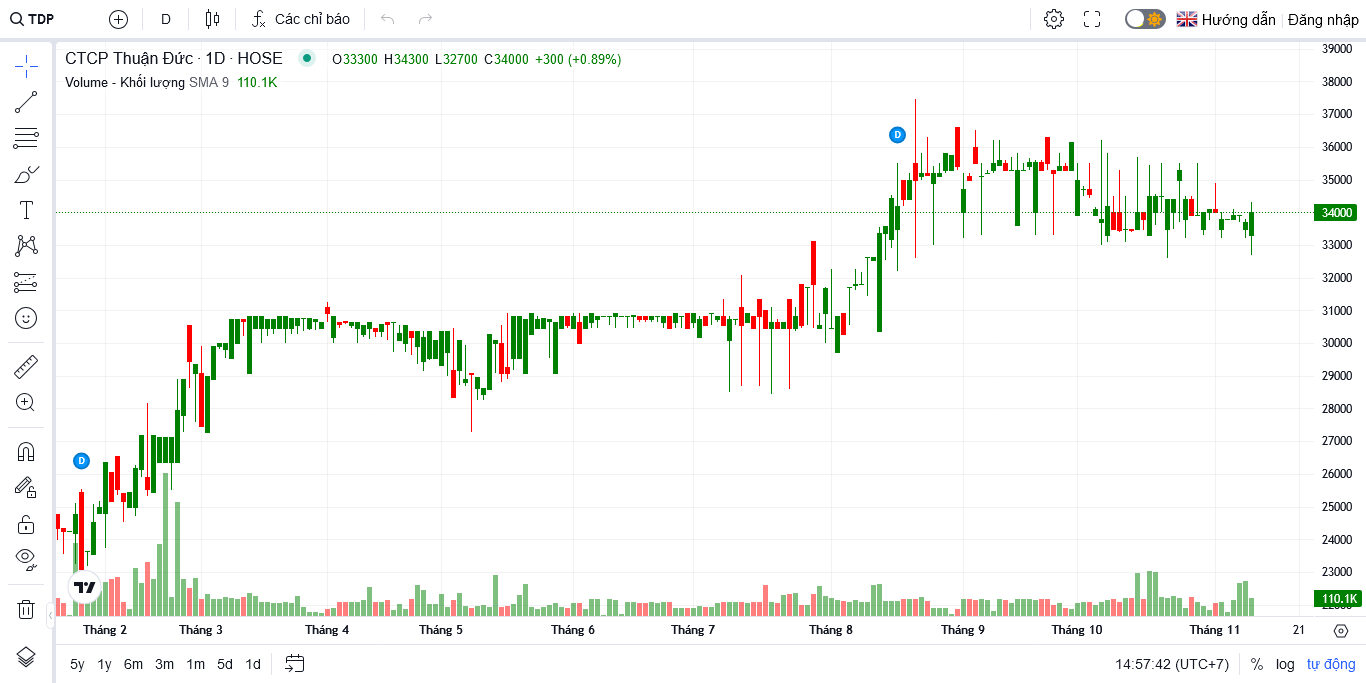 TDP D Các chỉ báo Hướng dẫn Đăng nhập
CTCP Thuận Đức · 1D · HOSE O33300 H34300 L32700 C34000 +300 (+0.89%)
Volume - Khối lượng SMA 9 110.1K
39000
38000
37000
36000
35000
34000
33000
32000
31000
30000
29000
28000
27000
26000
25000
24000
23000
110.1K
D
D
Tháng 2 Tháng 3 Tháng 4 Tháng 5 Tháng 6 Tháng 7 Tháng 8 Tháng 9 Tháng 10 Tháng 11 21
5y 1y 6m 3m 1m 5d 1d 14:57:42 (UTC+7) % log tự động